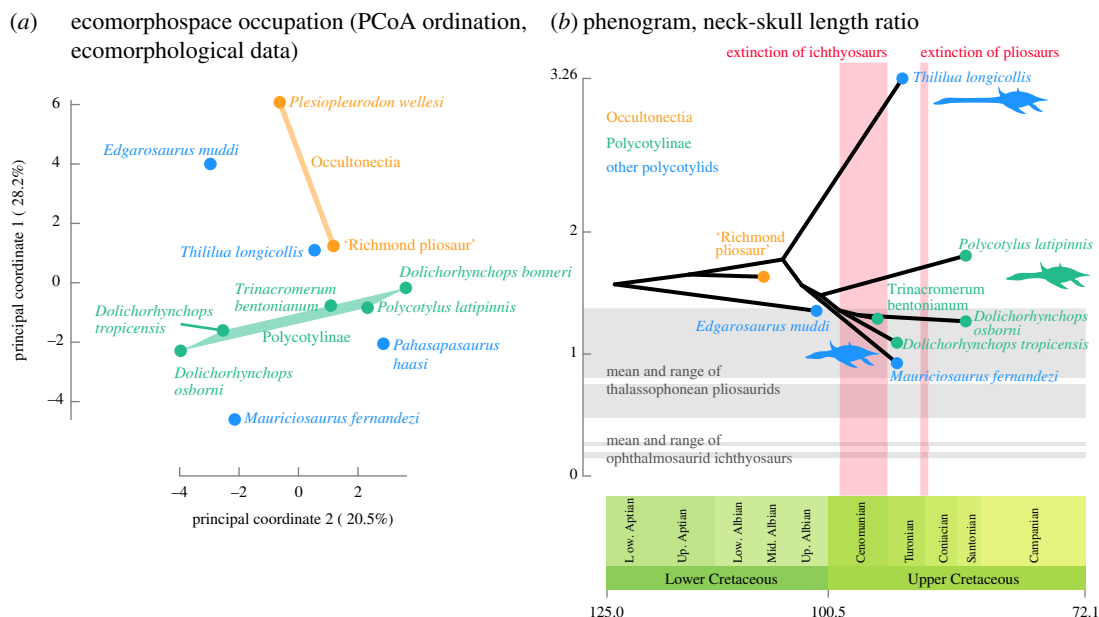 (a) ecomorphospace occupation (PCoA ordination,
ecomorphological data)
6
4
2
0
−2
−4
principal coordinate 1 ( 28.2%)
Plesiopleurodon wellesi
Edgarosaurus muddi
Occultonectia
Thililua longicollis
‘Richmond pliosaur’
Dolichorhynchops bonneri
Trinacromerum
bentonianum
Polycotylus latipinnis
Dolichorhynchops
tropicensis
Polycotylinae
Pahasapasaurus
haasi
Dolichorhynchops
osborni
Mauriciosaurus fernandezi
−4
−2
0
2
principal coordinate 2 ( 20.5%)
(b) phenogram, neck-skull length ratio
extinction of ichthyosaurs
extinction of pliosaurs
3.26
2
1
0
Thililua longicollis
Occultonectia
Polycotylinae
other polycotylids
‘Richmond
pliosaur’
Polycotylus latipinnis
Trinacromerum
bentonianum
Edgarosaurus muddi
Dolichorhynchops
osborni
Dolichorhynchops tropicensis
Mauriciosaurus fernandezi
mean and range of
thalassophonean pliosaurids
mean and range of
ophthalmosaurid ichthyosaurs
L ow. Aptian
Up. Aptian
Low. Albian
Mid. Albian
Up. Albian
Cenomanian
Turonian
Coniacian
Santonian
Campanian
Lower Cretaceous
Upper Cretaceous
125.0
100.5
72.1